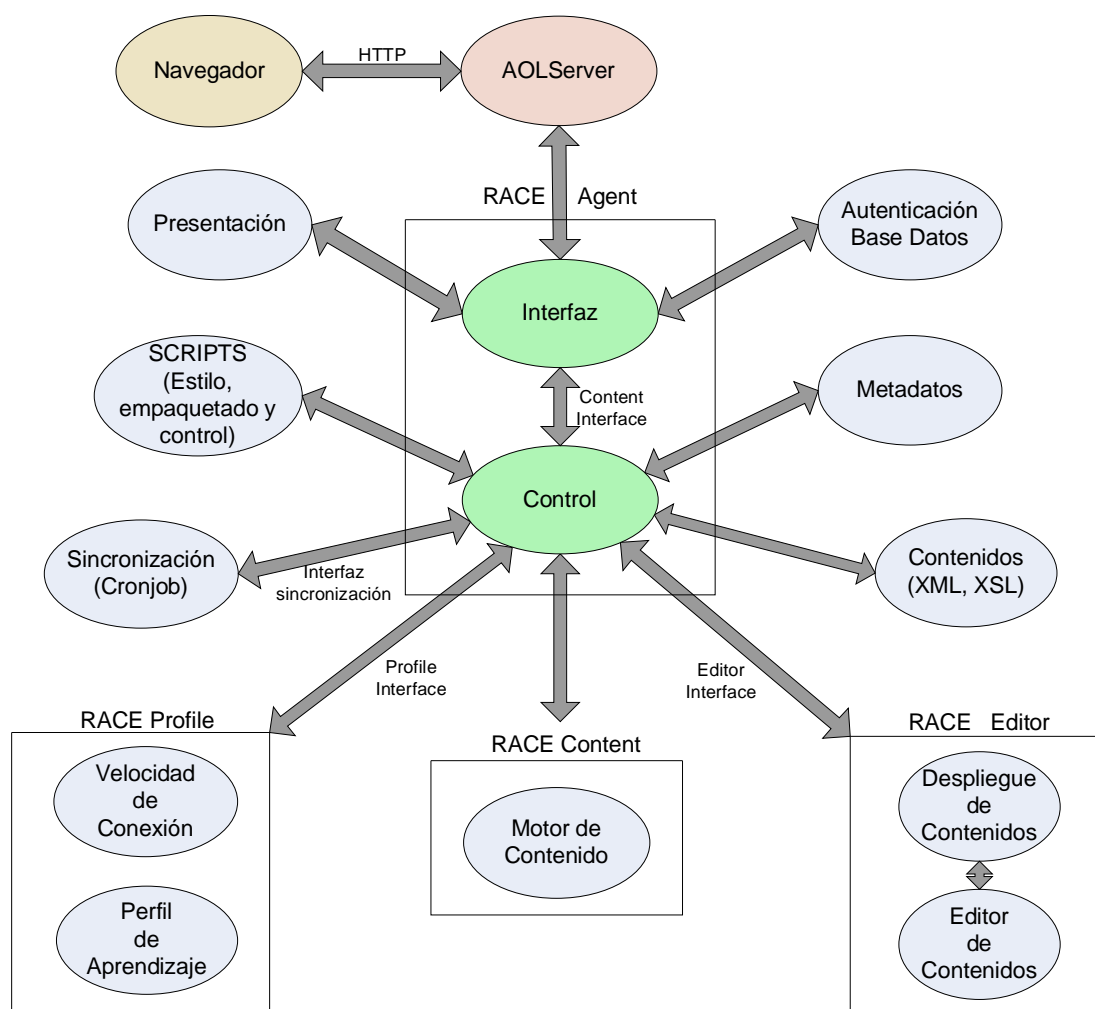 HTTP
Navegador
AOLServer
RACE Agent
Presentación
Autenticación
Base Datos
Interfaz
SCRIPTS
(Estilo,
empaquetado y
control)
Content
Interface
Metadatos
Control
Sincronización
(Cronjob)
Interfaz
sincronización
Contenidos
(XML, XSL)
Profile
Interface
Editor
Interface
RACE Profile
Velocidad
de
Conexión
Perfil
de
Aprendizaje
RACE Content
Motor de
Contenido
RACE Editor
Despliegue
de
Contenidos
Editor
de
Contenidos